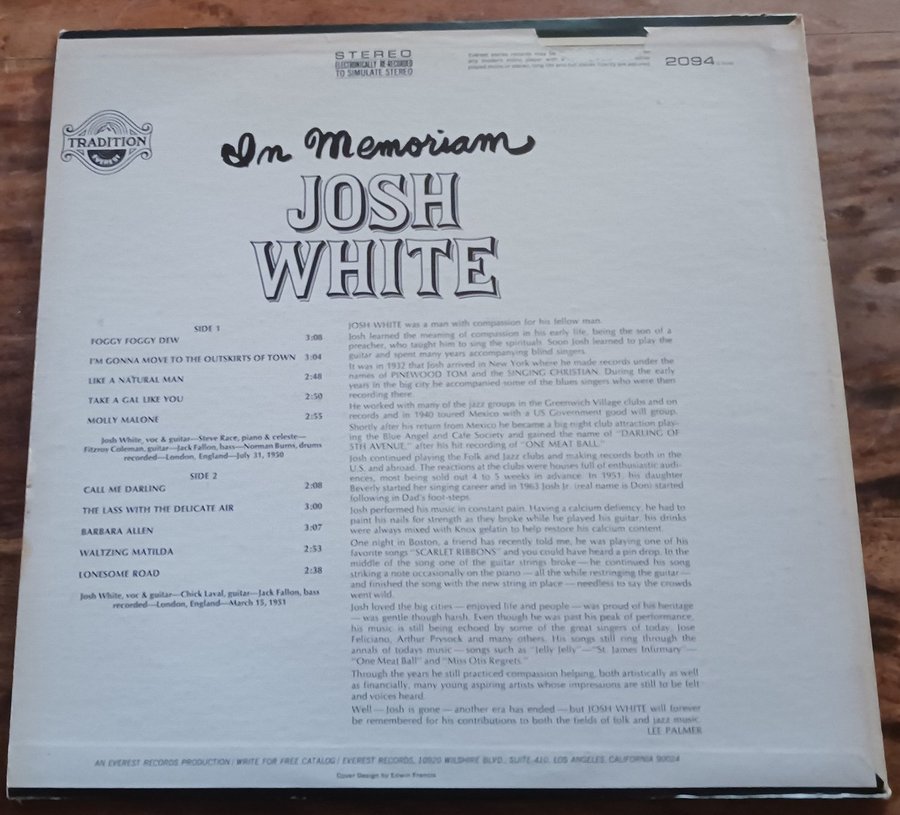 STEREO
ELECTRONICALLY RE-RECORDED
TO SIMULATE STEREO
2094
TRADITION
EVEREST
In Memoriam
JOSH
WHITE
SIDE 1
FOGGY FOGGY DEW 3:08
I'M GONNA MOVE TO THE OUTSKIRTS OF TOWN 3:04
LIKE A NATURAL MAN 2:48
TAKE A GAL LIKE YOU 2:50
MOLLY MALONE 2:55
Josh White, voc & guitar—Steve Race, piano & celeste—
Fitzroy Coleman, guitar—Jack Fallon, bass—Norman Burns, drums
recorded—London, England—July 31, 1950
SIDE 2
CALL ME DARLING 2:08
THE LASS WITH THE DELICATE AIR 3:00
BARBARA ALLEN 3:07
WALTZING MATILDA 2:53
LONESOME ROAD 2:38
Josh White, voc & guitar—Chick Laval, guitar—Jack Fallon, bass
recorded—London, England—March 15, 1951
JOSH WHITE was a man with compassion for his fellow man.
Josh learned the meaning of compassion in his early life, being the son of a
preacher, who taught him to sing the spirituals. Soon Josh learned to play the
guitar and spent many years accompanying blind singers.
It was in 1932 that Josh arrived in New York where he made records under the
names of PINEWOOD TOM and the SINGING CHRISTIAN. During the early
years in the big city he accompanied some of the blues singers who were then
recording there.
He worked with many of the jazz groups in the Greenwich Village clubs and on
records and in 1940 toured Mexico with a US Government good will group.
Shortly after his return from Mexico he became a big night club attraction play-
ing the Blue Angel and Cafe Society and gained the name of "DARLING OF
5TH AVENUE," after his hit recording of "ONE MEAT BALL."
Josh continued playing the Folk and Jazz clubs and making records both in the
U.S. and abroad. The reactions at the clubs were houses full of enthusiastic audi-
ences, most being sold out 4 to 5 weeks in advance. In 1951, his daughter
Beverly started her singing career and in 1963 Josh Jr. (real name is Don) started
following in Dad's foot-steps.
Josh performed his music in constant pain. Having a calcium defiency, he had to
paint his nails for strength as they broke while he played his guitar, his drinks
were always mixed with Knox gelatin to help restore his calcium content.
One night in Boston, a friend has recently told me, he was playing one of his
favorite songs "SCARLET RIBBONS" and you could have heard a pin drop. In the
middle of the song one of the guitar strings broke — he continued his song
striking a note occasionally on the piano — all the while restringing the guitar —
and finished the song with the new string in place — needless to say the crowds
went wild.
Josh loved the big cities — enjoyed life and people — was proud of his heritage
— was gentle though harsh. Even though he was past his peak of performance,
his music is still being echoed by some of the great singers of today. Jose
Feliciano, Arthur Prysock and many others. His songs still ring through the
annals of todays music — songs such as "Jelly Jelly" — "St. James Infirmary" —
"One Meat Ball" and "Miss Otis Regrets."
Through the years he still practiced compassion helping, both artistically as well
as financially, many young aspiring artists whose impressions are still to be felt
and voices heard.
Well — Josh is gone — another era has ended — but JOSH WHITE will forever
be remembered for his contributions to both the fields of folk and jazz music.
LEE PALMER
AN EVEREST RECORDS PRODUCTION / WRITE FOR FREE CATALOG / EVEREST RECORDS, 10920 WILSHIRE BLVD., SUITE 410, LOS ANGELES, CALIFORNIA 90024
Cover Design by Edwin Francis